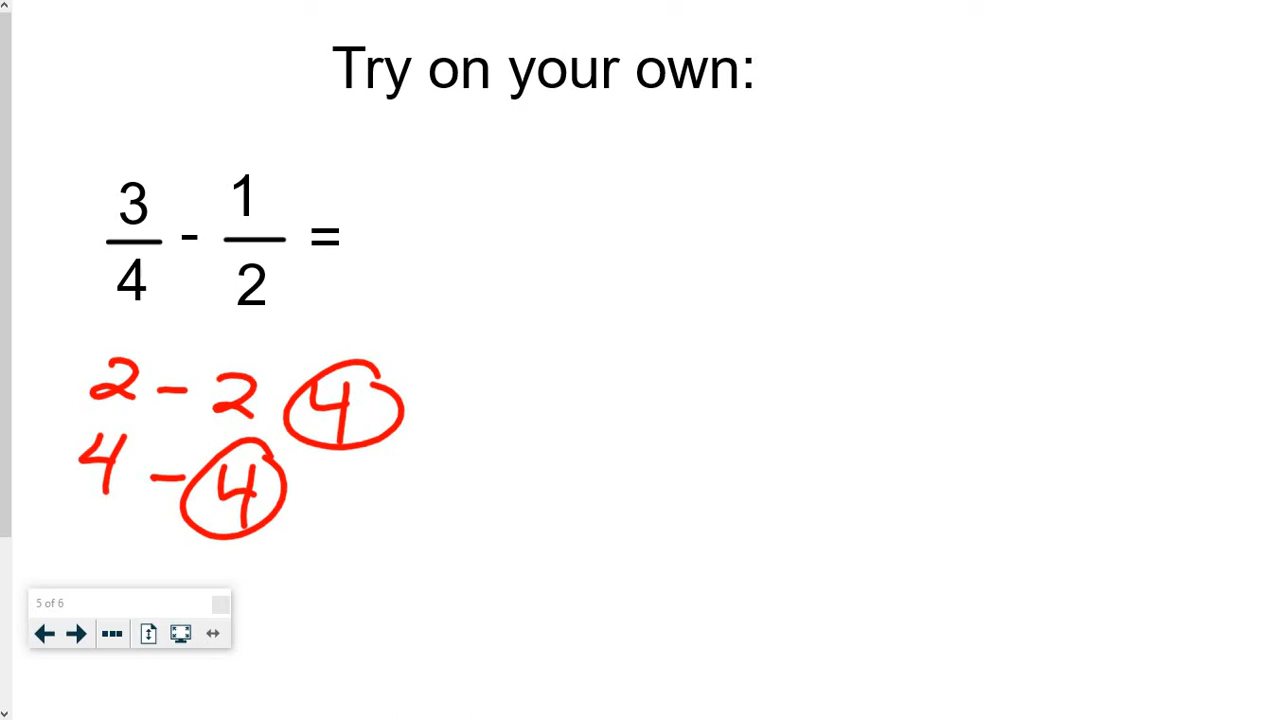 Try on your own:
3/4 - 1/2 =
2 - 2 4
4 - 4
5 of 6